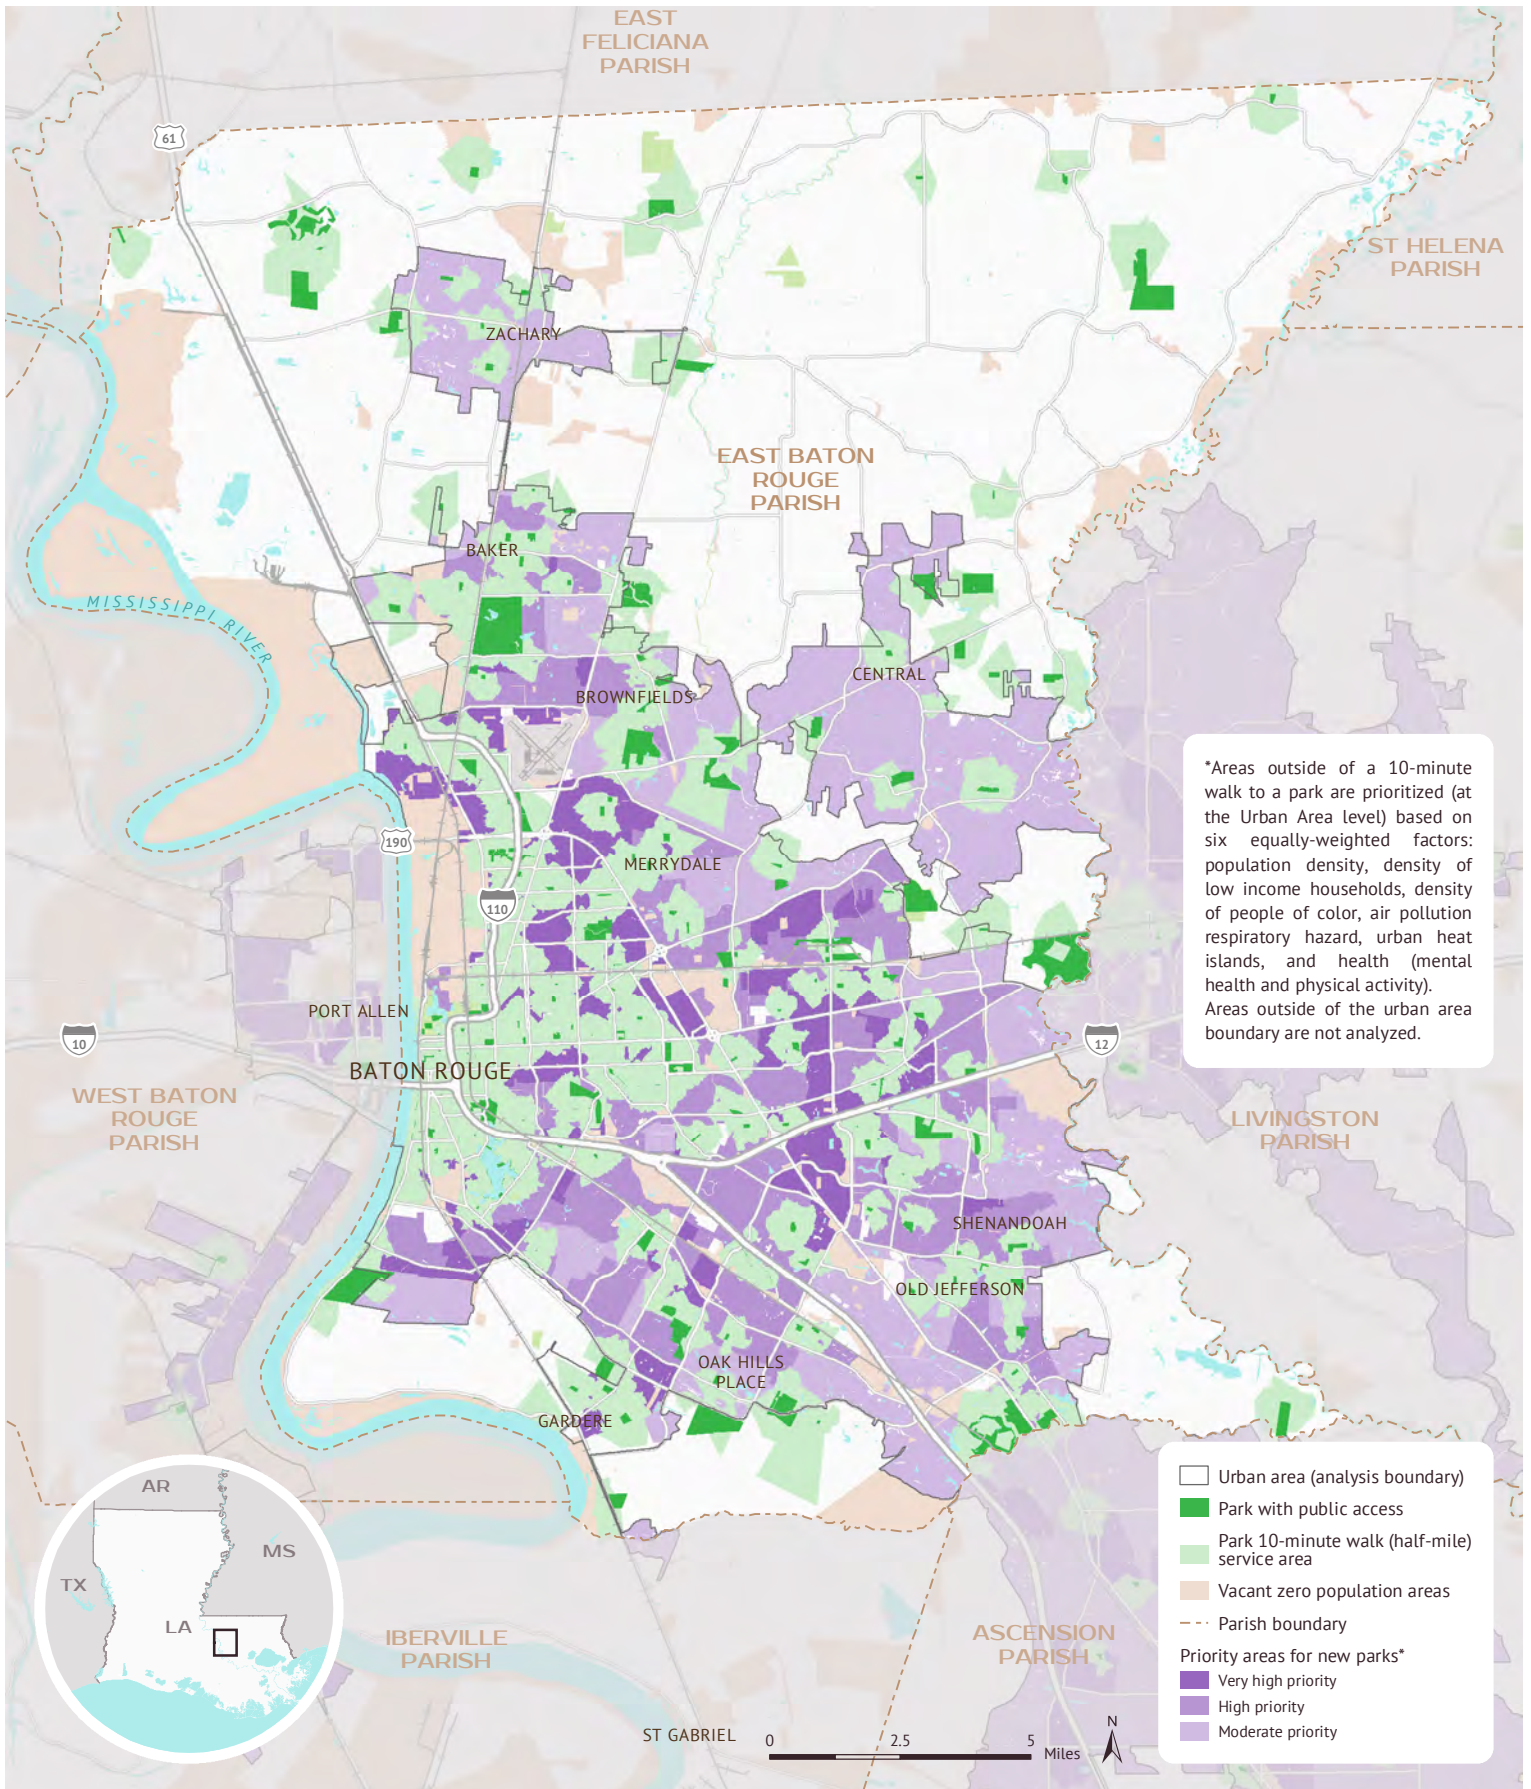 EAST
FELICIANA
PARISH
61
ST HELENA
PARISH
ZACHARY
EAST BATON
ROUGE
PARISH
BAKER
MISSISSIPPI RIVER
CENTRAL
BROWNFIELDS
*Areas outside of a 10-minute
walk to a park are prioritized (at
the Urban Area level) based on
six equally-weighted factors:
population density, density of
low income households, density
of people of color, air pollution
respiratory hazard, urban heat
islands, and health (mental
health and physical activity).
Areas outside of the urban area
boundary are not analyzed.
190
MERRYDALE
110
PORT ALLEN
10
12
BATON ROUGE
WEST BATON
ROUGE
PARISH
LIVINGSTON
PARISH
SHENANDOAH
OLD JEFFERSON
OAK HILLS
PLACE
GARDERE
Urban area (analysis boundary)
Park with public access
Park 10-minute walk (half-mile)
service area
Vacant zero population areas
Parish boundary
Priority areas for new parks*
Very high priority
High priority
Moderate priority
AR
MS
TX
LA
IBERVILLE
PARISH
ASCENSION
PARISH
ST GABRIEL
0 2.5 5
Miles
N